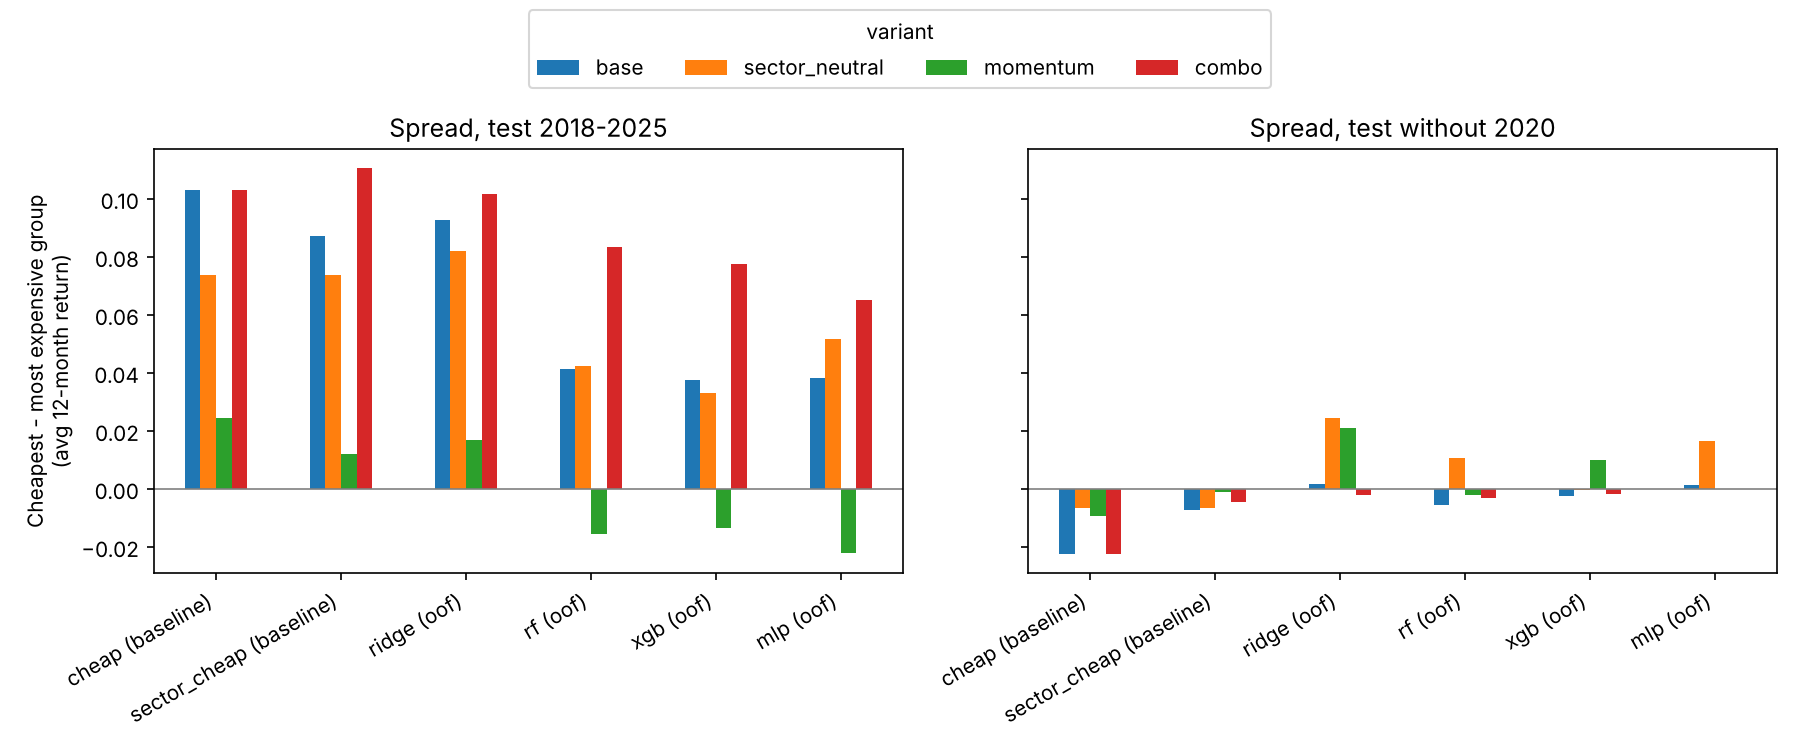 variant
base sector_neutral momentum combo
Spread, test 2018-2025
Cheapest - most expensive group
(avg 12-month return)
0.10
0.08
0.06
0.04
0.02
0.00
−0.02
cheap (baseline)
sector_cheap (baseline)
ridge (oof)
rf (oof)
xgb (oof)
mlp (oof)
Spread, test without 2020
cheap (baseline)
sector_cheap (baseline)
ridge (oof)
rf (oof)
xgb (oof)
mlp (oof)